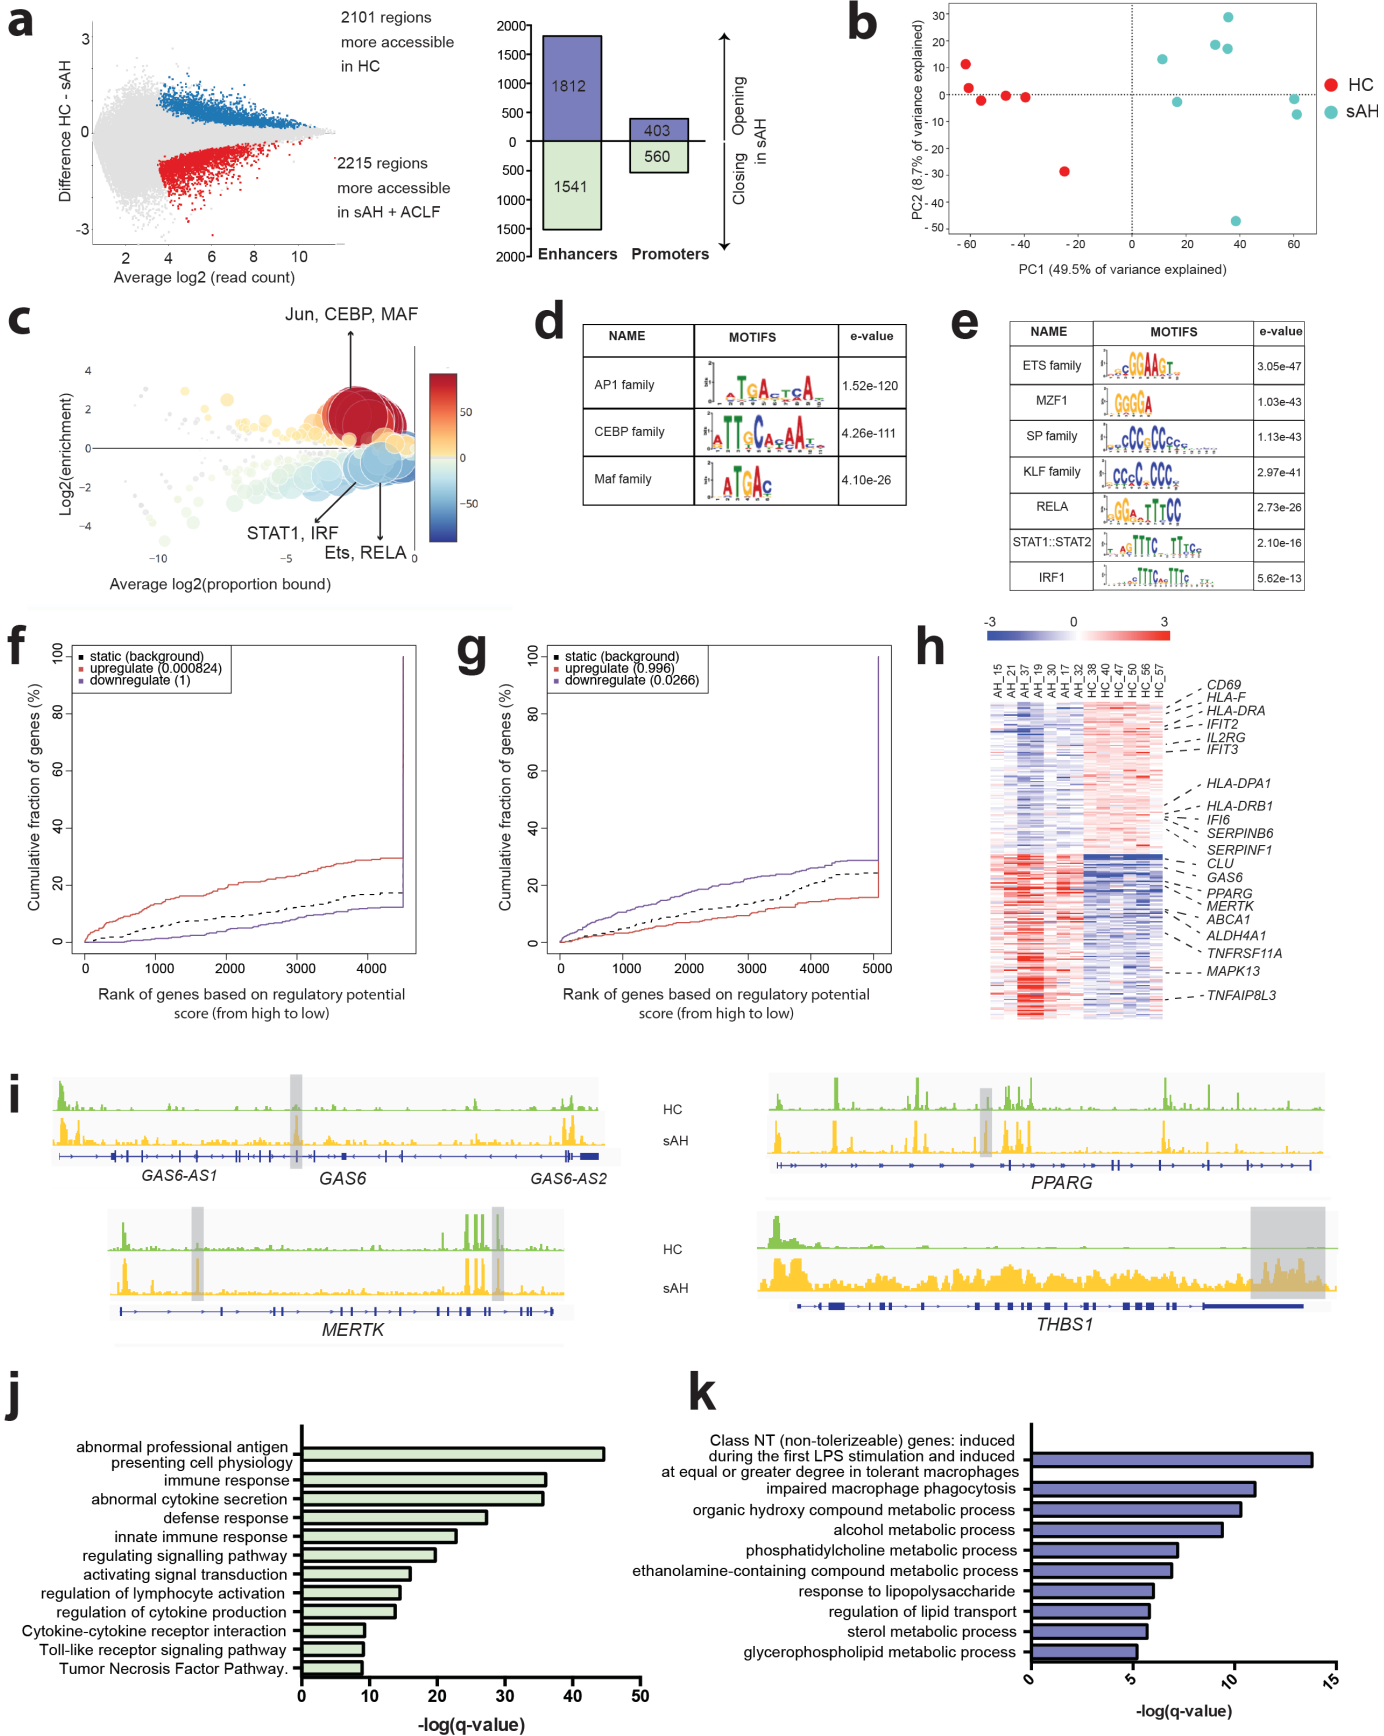 a
3
0
-3
Difference HC - sAH
2 4 6 8 10
Average log2 (read count)
2101 regions
more accessible
in HC
2215 regions
more accessible
in sAH + ACLF
2000
1500
1000
500
0
500
1000
1500
2000
1812
403
560
1541
Enhancers Promoters
Closing Opening
in sAH
b
30
20
10
0
- 10
- 20
- 30
- 40
- 50
PC2 (8.7% of variance explained)
- 60 - 40 - 20 0 20 40 60
PC1 (49.5% of variance explained)
HC
sAH
c
Jun, CEBP, MAF
4
2
0
−2
−4
Log2(enrichment)
STAT1, IRF
Ets, RELA
−10 −5 0
Average log2(proportion bound)
50
0
−50
d
NAME MOTIFS e-value
AP1 family 1.52e-120
CEBP family 4.26e-111
Maf family 4.10e-26
e
NAME MOTIFS e-value
ETS family 3.05e-47
MZF1 1.03e-43
SP family 1.13e-43
KLF family 2.97e-41
RELA 2.73e-26
STAT1::STAT2 2.10e-16
IRF1 5.62e-13
f
static (background)
upregulate (0.000824)
downregulate (1)
100
80
60
40
20
0
Cumulative fraction of genes (%)
0 1000 2000 3000 4000
Rank of genes based on regulatory potential
score (from high to low)
g
static (background)
upregulate (0.996)
downregulate (0.0266)
100
80
60
40
20
0
Cumulative fraction of genes (%)
0 1000 2000 3000 4000 5000
Rank of genes based on regulatory potential
score (from high to low)
h
-3 0 3
AH_15
AH_21
AH_37
AH_19
AH_30
AH_17
AH_32
HC_38
HC_40
HC_47
HC_50
HC_56
HC_57
CD69
HLA-F
HLA-DRA
IFIT2
IL2RG
IFIT3
HLA-DPA1
HLA-DRB1
IFI6
SERPINB6
SERPINF1
CLU
GAS6
PPARG
MERTK
ABCA1
ALDH4A1
TNFRSF11A
MAPK13
TNFAIP8L3
i
HC
sAH
GAS6-AS1 GAS6 GAS6-AS2
PPARG
HC
sAH
MERTK
THBS1
j
abnormal professional antigen
presenting cell physiology
immune response
abnormal cytokine secretion
defense response
innate immune response
regulating signalling pathway
activating signal transduction
regulation of lymphocyte activation
regulation of cytokine production
Cytokine-cytokine receptor interaction
Toll-like receptor signaling pathway
Tumor Necrosis Factor Pathway.
0 10 20 30 40 50
-log(q-value)
k
Class NT (non-tolerizeable) genes: induced
during the first LPS stimulation and induced
at equal or greater degree in tolerant macrophages
impaired macrophage phagocytosis
organic hydroxy compound metabolic process
alcohol metabolic process
phosphatidylcholine metabolic process
ethanolamine-containing compound metabolic process
response to lipopolysaccharide
regulation of lipid transport
sterol metabolic process
glycerophospholipid metabolic process
0 5 10 15
-log(q-value)